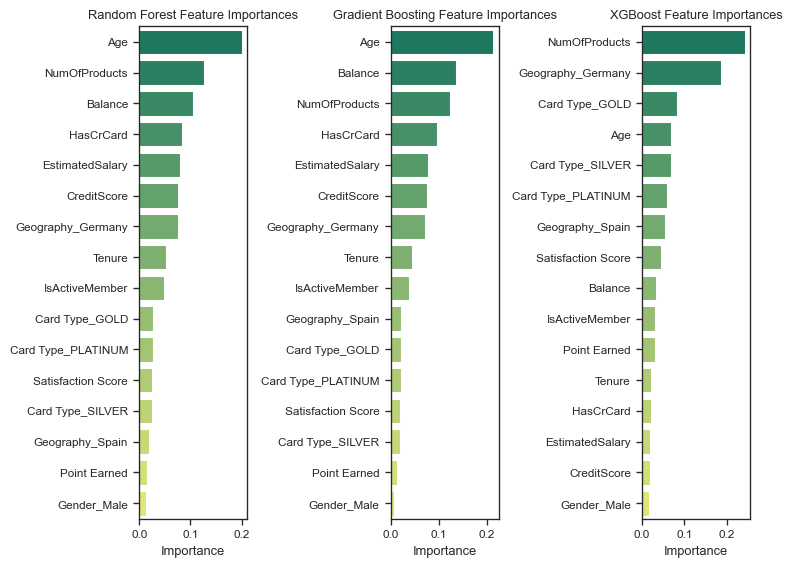 Random Forest Feature Importances
Age
NumOfProducts
Balance
HasCrCard
EstimatedSalary
CreditScore
Geography_Germany
Tenure
IsActiveMember
Card Type_GOLD
Card Type_PLATINUM
Satisfaction Score
Card Type_SILVER
Geography_Spain
Point Earned
Gender_Male
0.0 0.1 0.2
Importance
Gradient Boosting Feature Importances
Age
Balance
NumOfProducts
HasCrCard
EstimatedSalary
CreditScore
Geography_Germany
Tenure
IsActiveMember
Geography_Spain
Card Type_GOLD
Card Type_PLATINUM
Satisfaction Score
Card Type_SILVER
Point Earned
Gender_Male
0.0 0.1 0.2
Importance
XGBoost Feature Importances
NumOfProducts
Geography_Germany
Card Type_GOLD
Age
Card Type_SILVER
Card Type_PLATINUM
Geography_Spain
Satisfaction Score
Balance
IsActiveMember
Point Earned
Tenure
HasCrCard
EstimatedSalary
CreditScore
Gender_Male
0.0 0.1 0.2
Importance